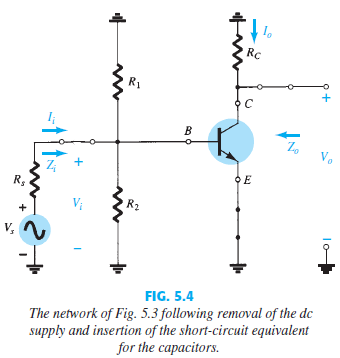 I_o
R_C
R_1
C
I_i
B
+
Z_i
+
Z_o
V_o
R_s
E
V_i
R_2
+
V_s
–
–
–
FIG. 5.4
The network of Fig. 5.3 following removal of the dc
supply and insertion of the short-circuit equivalent
for the capacitors.